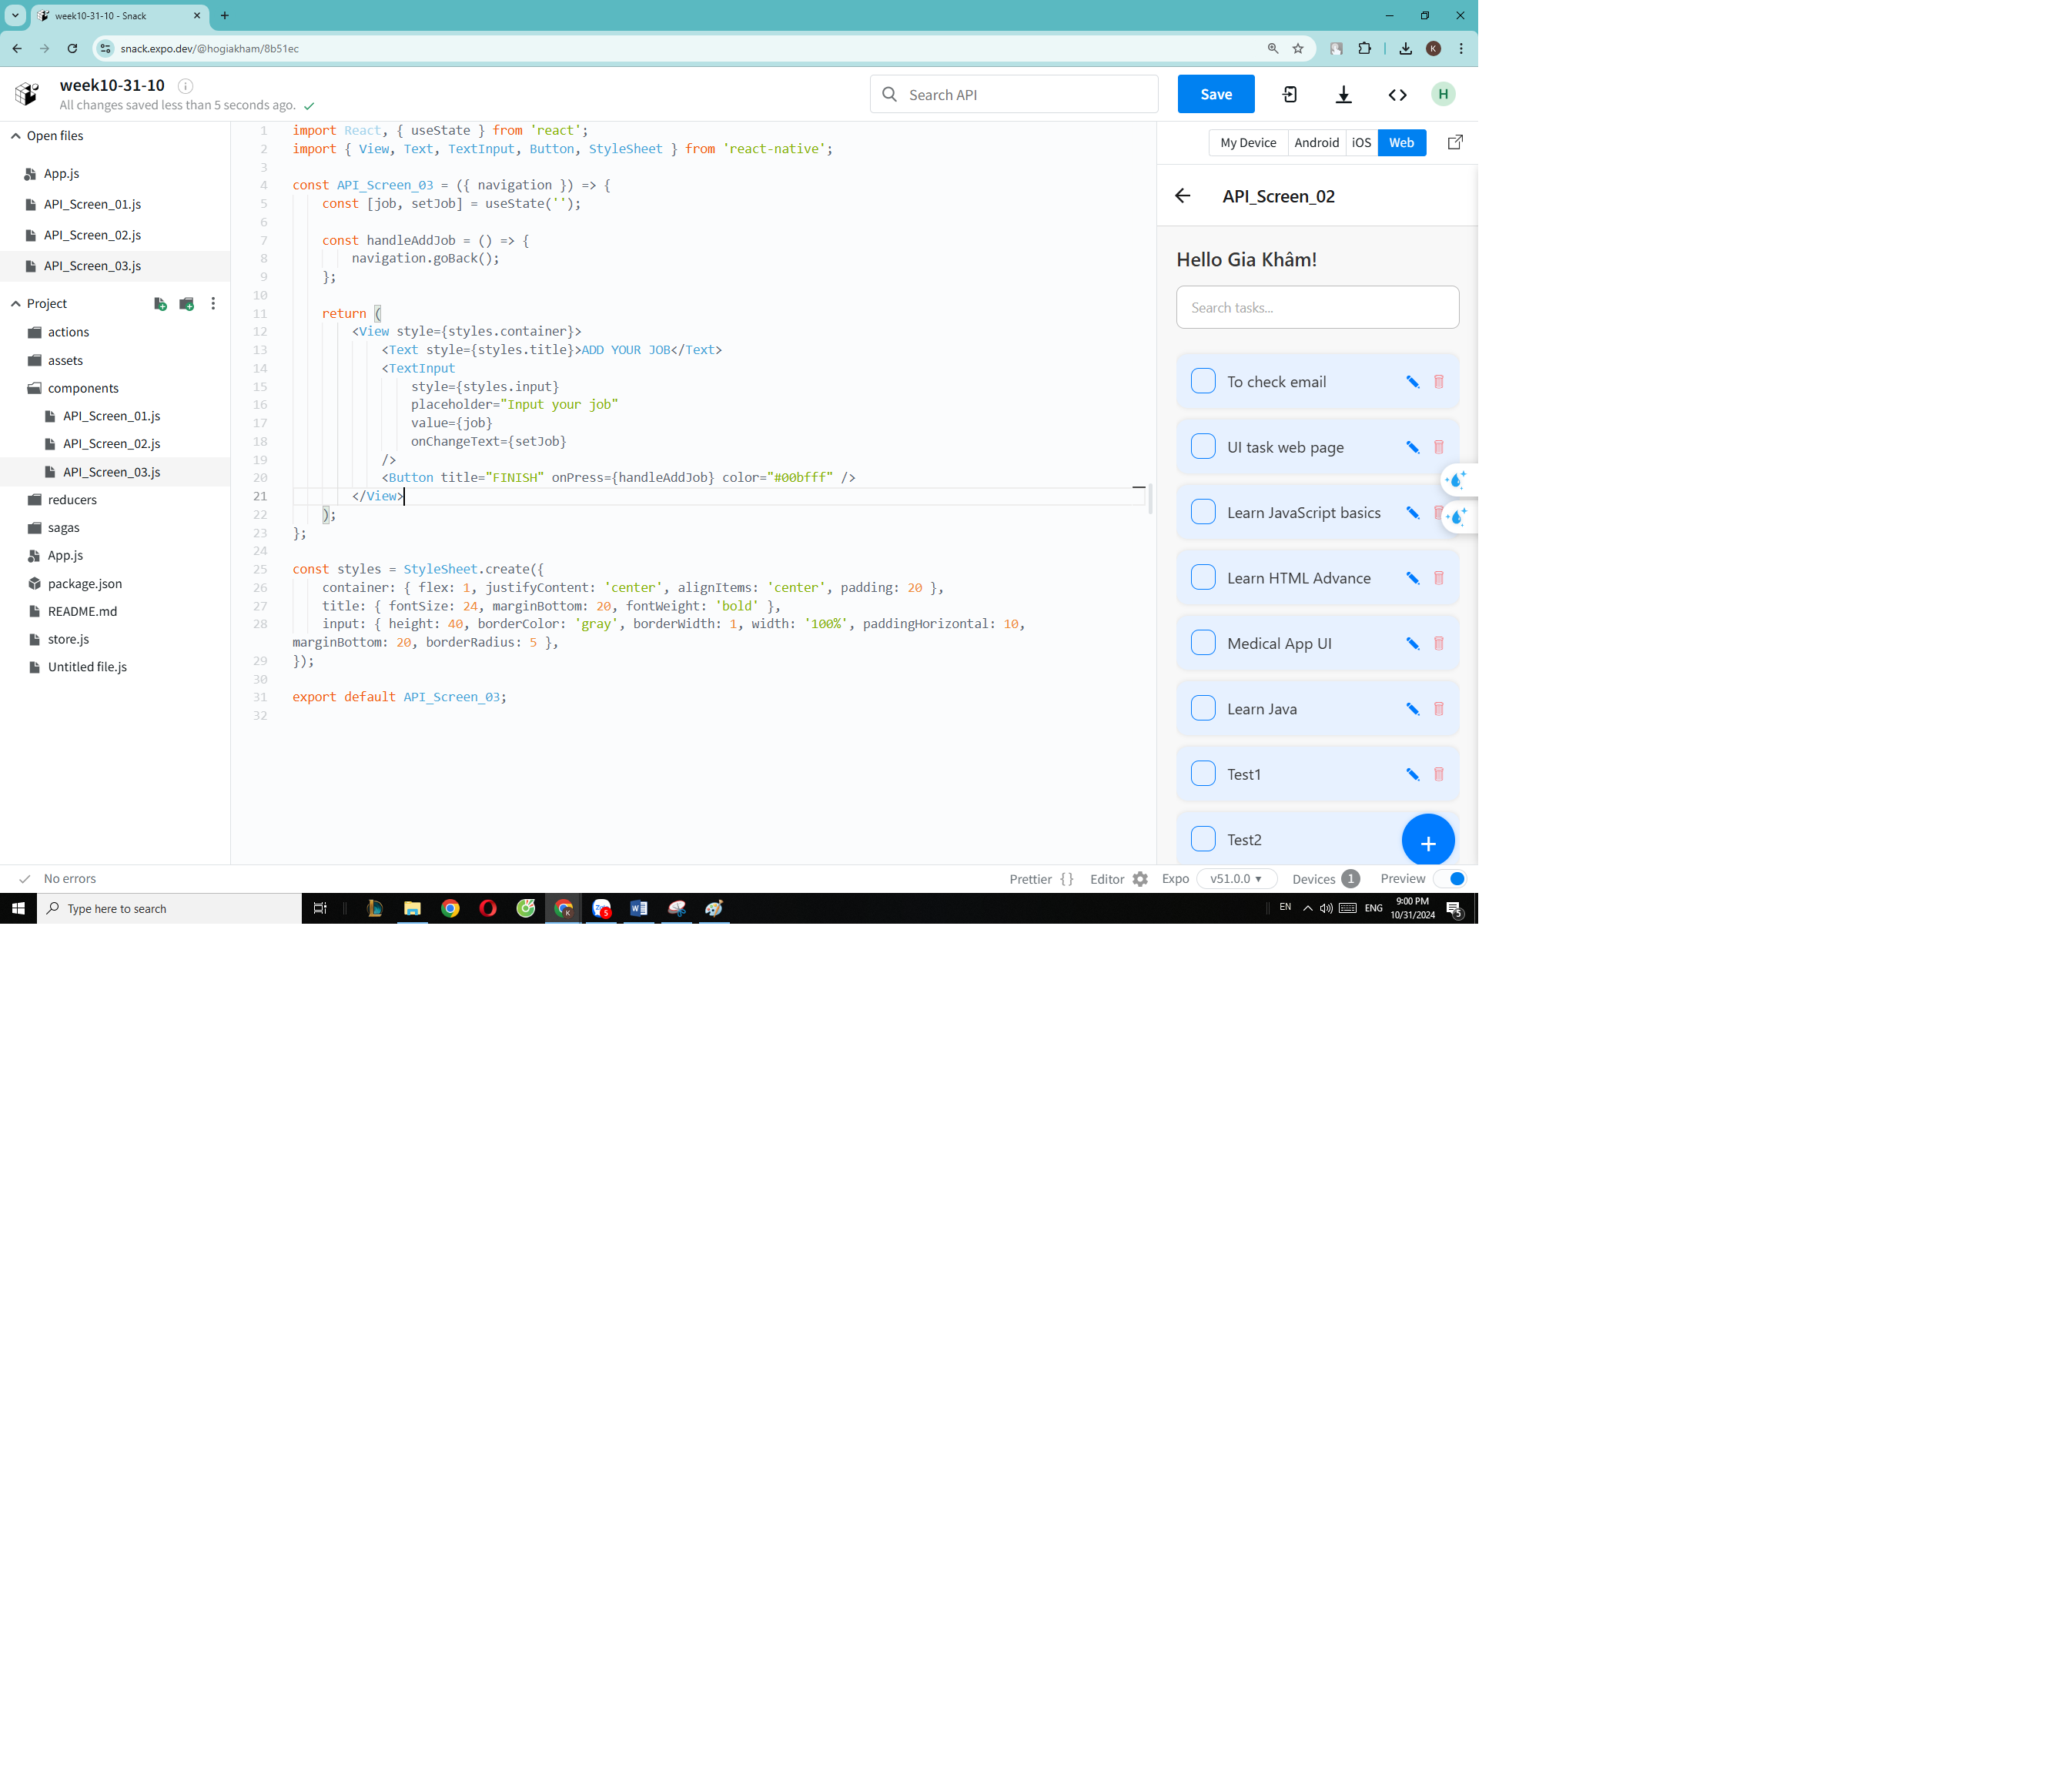 week10-31-10 - Snack
snack.expo.dev/@hogiakham/8b51ec
K
week10-31-10
All changes saved less than 5 seconds ago.
Search API
Save
H
Open files
App.js
API_Screen_01.js
API_Screen_02.js
API_Screen_03.js
Project
actions
assets
components
API_Screen_01.js
API_Screen_02.js
API_Screen_03.js
reducers
sagas
App.js
package.json
README.md
store.js
Untitled file.js
1 import React, { useState } from 'react';
2 import { View, Text, TextInput, Button, StyleSheet } from 'react-native';
3
4 const API_Screen_03 = ({ navigation }) => {
5 const [job, setJob] = useState('');
6
7 const handleAddJob = () => {
8 navigation.goBack();
9 };
10
11 return (
12 <View style={styles.container}>
13 <Text style={styles.title}>ADD YOUR JOB</Text>
14 <TextInput
15 style={styles.input}
16 placeholder="Input your job"
17 value={job}
18 onChangeText={setJob}
19 />
20 <Button title="FINISH" onPress={handleAddJob} color="#00bfff" />
21 </View>
22 );
23 };
24
25 const styles = StyleSheet.create({
26 container: { flex: 1, justifyContent: 'center', alignItems: 'center', padding: 20 },
27 title: { fontSize: 24, marginBottom: 20, fontWeight: 'bold' },
28 input: { height: 40, borderColor: 'gray', borderWidth: 1, width: '100%', paddingHorizontal: 10,
marginBottom: 20, borderRadius: 5 },
29 });
30
31 export default API_Screen_03;
32
My Device Android iOS Web
API_Screen_02
Hello Gia Khâm!
Search tasks...
To check email
UI task web page
Learn JavaScript basics
Learn HTML Advance
Medical App UI
Learn Java
Test1
Test2
+
No errors
Prettier {} Editor Expo v51.0.0 Devices 1 Preview
Type here to search
EN ENG
9:00 PM
10/31/2024
5